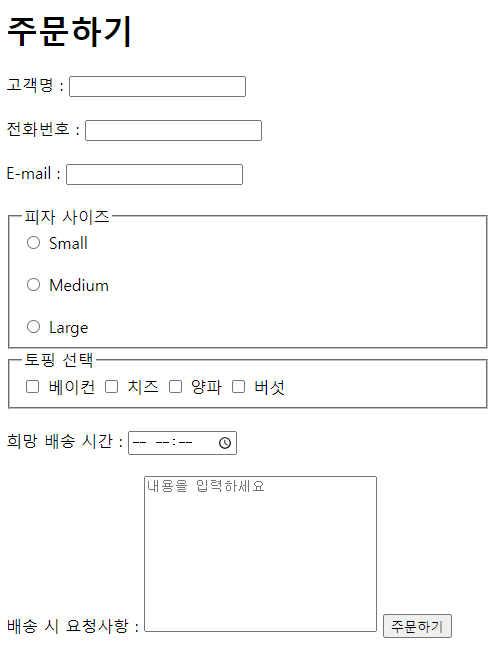 주문하기
고객명 :
전화번호 :
E-mail :
피자 사이즈
Small
Medium
Large
토핑 선택
베이컨 치즈 양파 버섯
희망 배송 시간 : -- --:--
내용을 입력하세요
배송 시 요청사항 : 주문하기